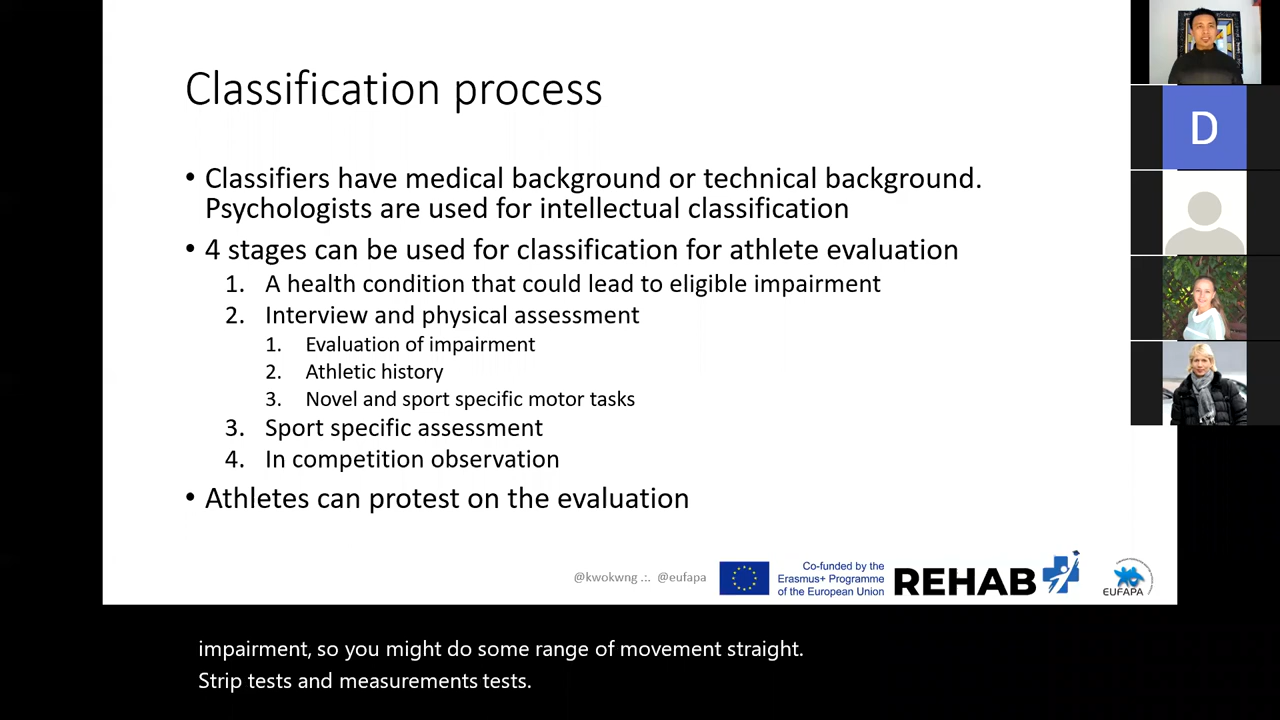 Classification process
• Classifiers have medical background or technical background.
Psychologists are used for intellectual classification
• 4 stages can be used for classification for athlete evaluation
1. A health condition that could lead to eligible impairment
2. Interview and physical assessment
1. Evaluation of impairment
2. Athletic history
3. Novel and sport specific motor tasks
3. Sport specific assessment
4. In competition observation
• Athletes can protest on the evaluation
@kwokwng .:. @eufapa
Co-funded by the
Erasmus+ Programme
of the European Union
REHAB
EUFAPA
D
impairment, so you might do some range of movement straight.
Strip tests and measurements tests.